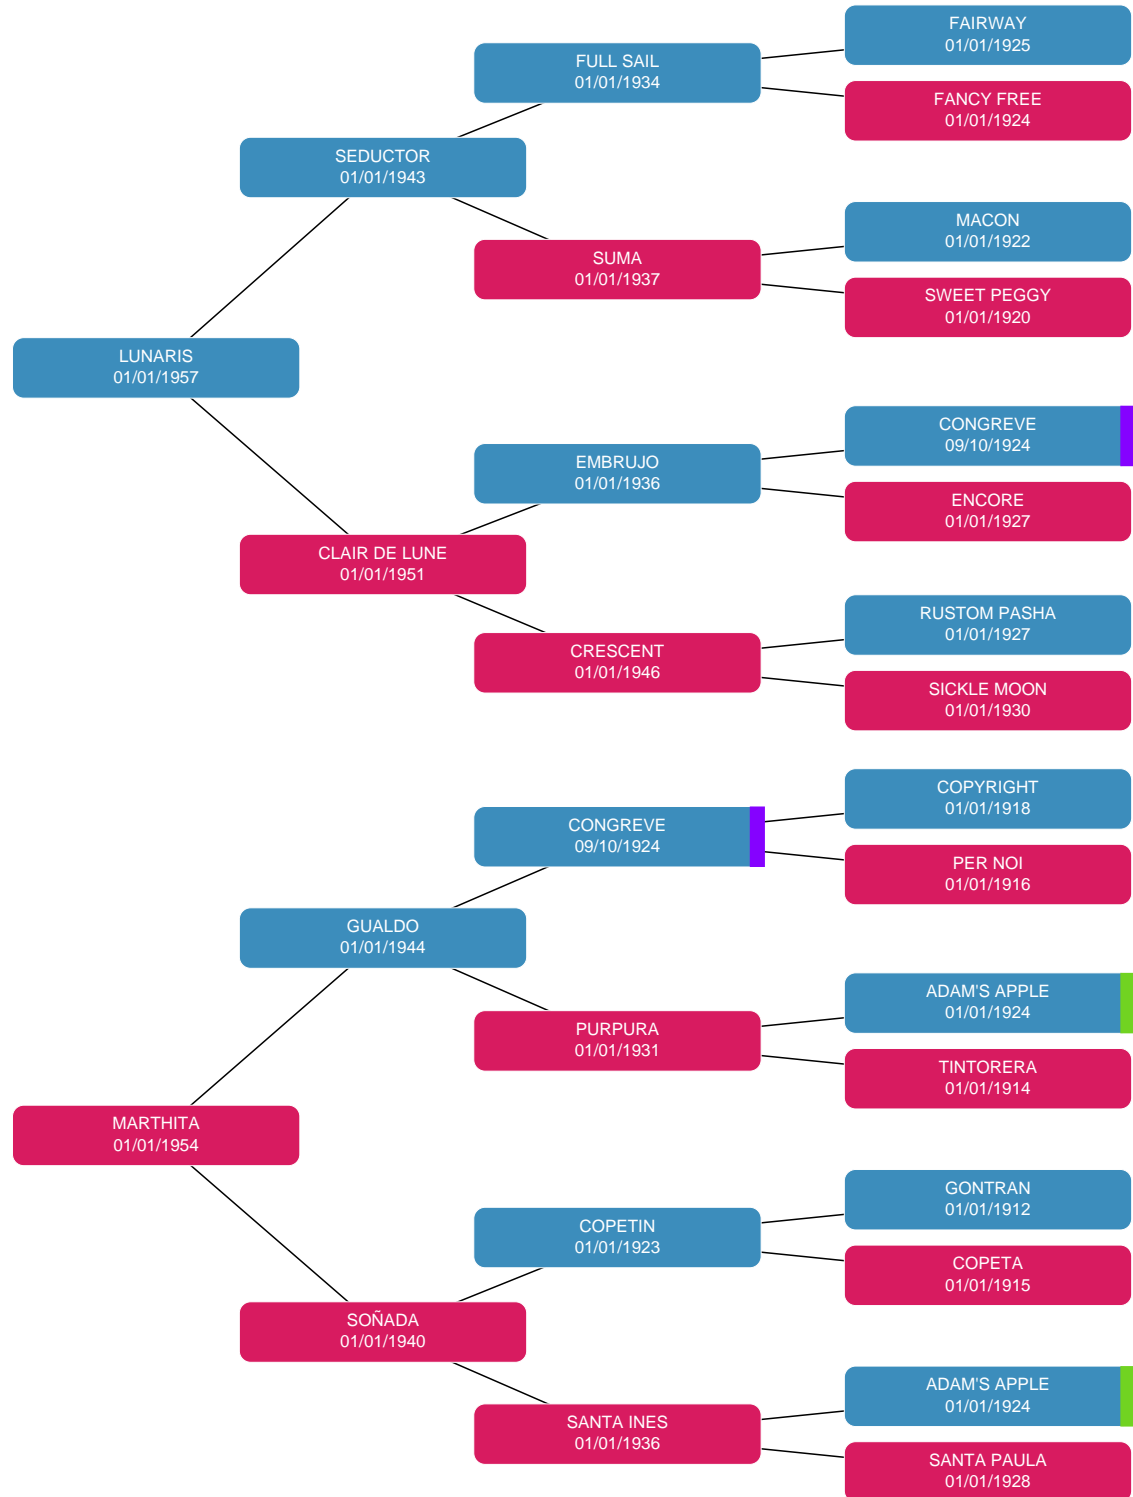 FAIRWAY
01/01/1925
FULL SAIL
01/01/1934
FANCY FREE
01/01/1924
SEDUCTOR
01/01/1943
MACON
01/01/1922
SUMA
01/01/1937
SWEET PEGGY
01/01/1920
LUNARIS
01/01/1957
CONGREVE
09/10/1924
EMBRUJO
01/01/1936
ENCORE
01/01/1927
CLAIR DE LUNE
01/01/1951
RUSTOM PASHA
01/01/1927
CRESCENT
01/01/1946
SICKLE MOON
01/01/1930
COPYRIGHT
01/01/1918
CONGREVE
09/10/1924
PER NOI
01/01/1916
GUALDO
01/01/1944
ADAM'S APPLE
01/01/1924
PURPURA
01/01/1931
TINTORERA
01/01/1914
MARTHITA
01/01/1954
GONTRAN
01/01/1912
COPETIN
01/01/1923
COPETA
01/01/1915
SOÑADA
01/01/1940
ADAM'S APPLE
01/01/1924
SANTA INES
01/01/1936
SANTA PAULA
01/01/1928